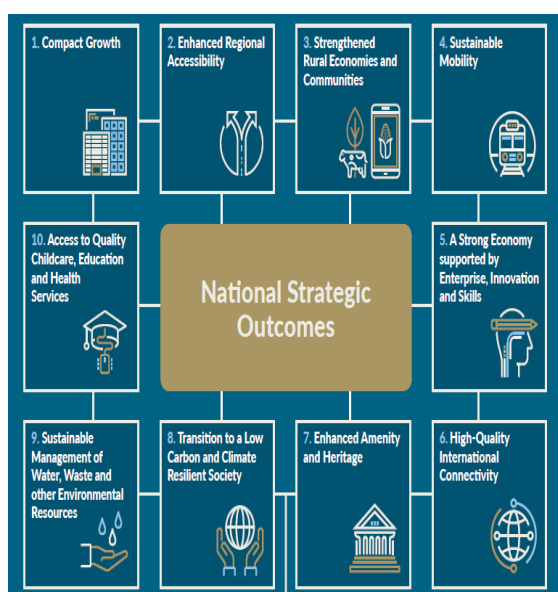 1. Compact Growth
2. Enhanced Regional
Accessibility
3. Strengthened
Rural Economies and
Communities
4. Sustainable
Mobility
10. Access to Quality
Childcare, Education
and Health
Services
National Strategic
Outcomes
5. A Strong Economy
supported by
Enterprise, Innovation
and Skills
9. Sustainable
Management of
Water, Waste and
other Environmental
Resources
8. Transition to a Low
Carbon and Climate
Resilient Society
7. Enhanced Amenity
and Heritage
6. High-Quality
International
Connectivity